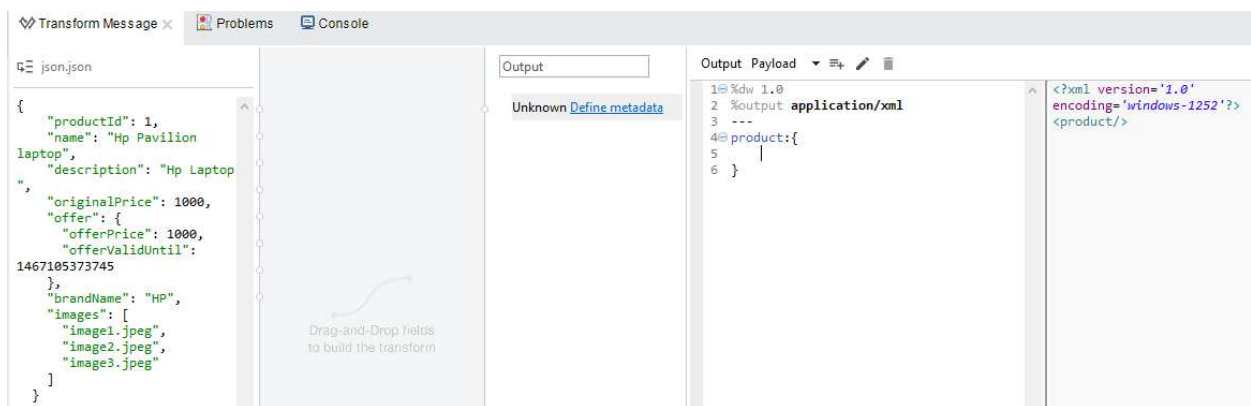 Transform Message Problems Console
json.json
{
"productId": 1,
"name": "Hp Pavilion
laptop",
"description": "Hp Laptop
",
"originalPrice": 1000,
"offer": {
"offerPrice": 1000,
"offerValidUntil":
1467105373745
},
"brandName": "HP",
"images": [
"image1.jpeg",
"image2.jpeg",
"image3.jpeg"
]
}
Drag-and-Drop fields
to build the transform
Output
Unknown Define metadata
Output Payload
1 %dw 1.0
2 %output application/xml
3 ---
4 product:{
5
6 }
<?xml version='1.0'
encoding='windows-1252'?>
<product/>